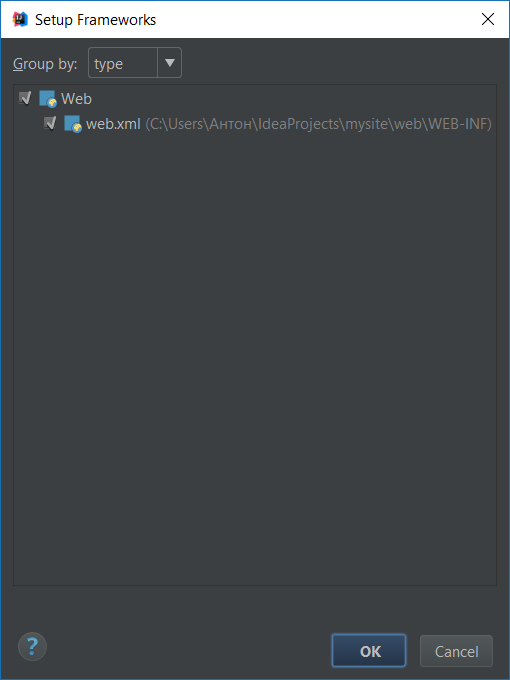 Setup Frameworks
Group by: type
Web
web.xml (C:\Users\Антон\IdeaProjects\mysite\web\WEB-INF)
? OK Cancel